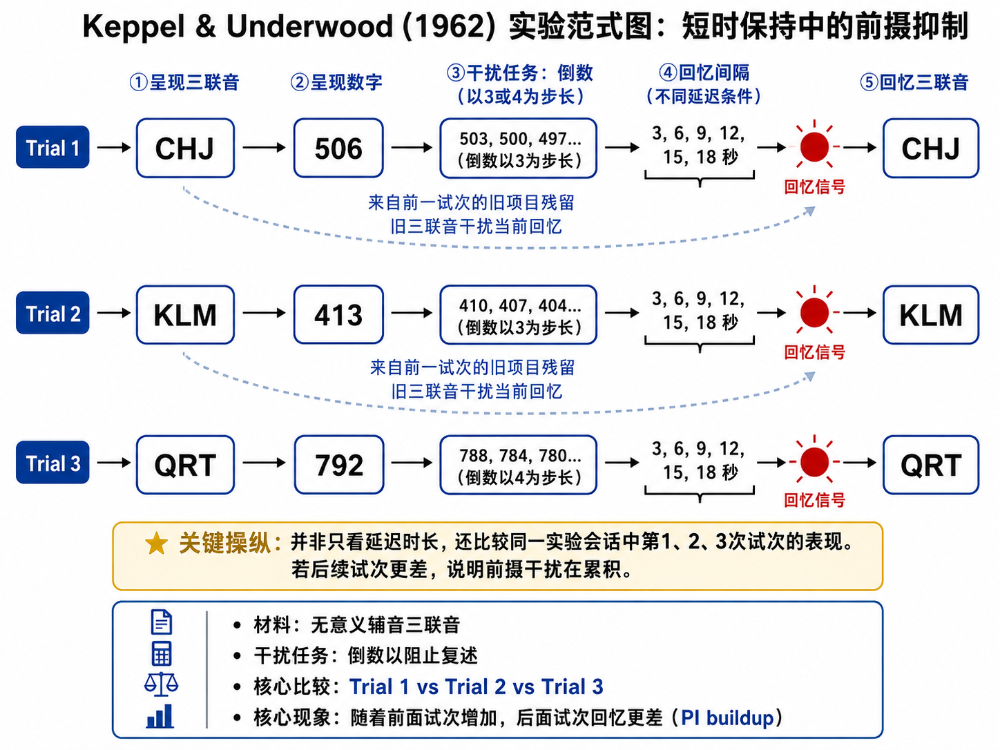 Keppel & Underwood (1962) 实验范式图：短时保持中的前摄抑制
①呈现三联音
②呈现数字
③干扰任务：倒数
（以3或4为步长）
④回忆间隔
（不同延迟条件）
⑤回忆三联音
Trial 1
CHJ
506
503, 500, 497...
（倒数以3为步长）
3, 6, 9, 12,
15, 18 秒
回忆信号
CHJ
来自前一试次的旧项目残留
旧三联音干扰当前回忆
Trial 2
KLM
413
410, 407, 404...
（倒数以3为步长）
3, 6, 9, 12,
15, 18 秒
回忆信号
KLM
来自前一试次的旧项目残留
旧三联音干扰当前回忆
Trial 3
QRT
792
788, 784, 780...
（倒数以4为步长）
3, 6, 9, 12,
15, 18 秒
回忆信号
QRT
关键操纵：并非只看延迟时长，还比较同一实验会话中第1、2、3次试次的表现。
若后续试次更差，说明前摄干扰在累积。
• 材料：无意义辅音三联音
• 干扰任务：倒数以阻止复述
• 核心比较：Trial 1 vs Trial 2 vs Trial 3
• 核心现象：随着前面试次增加，后面试次回忆更差（PI buildup）